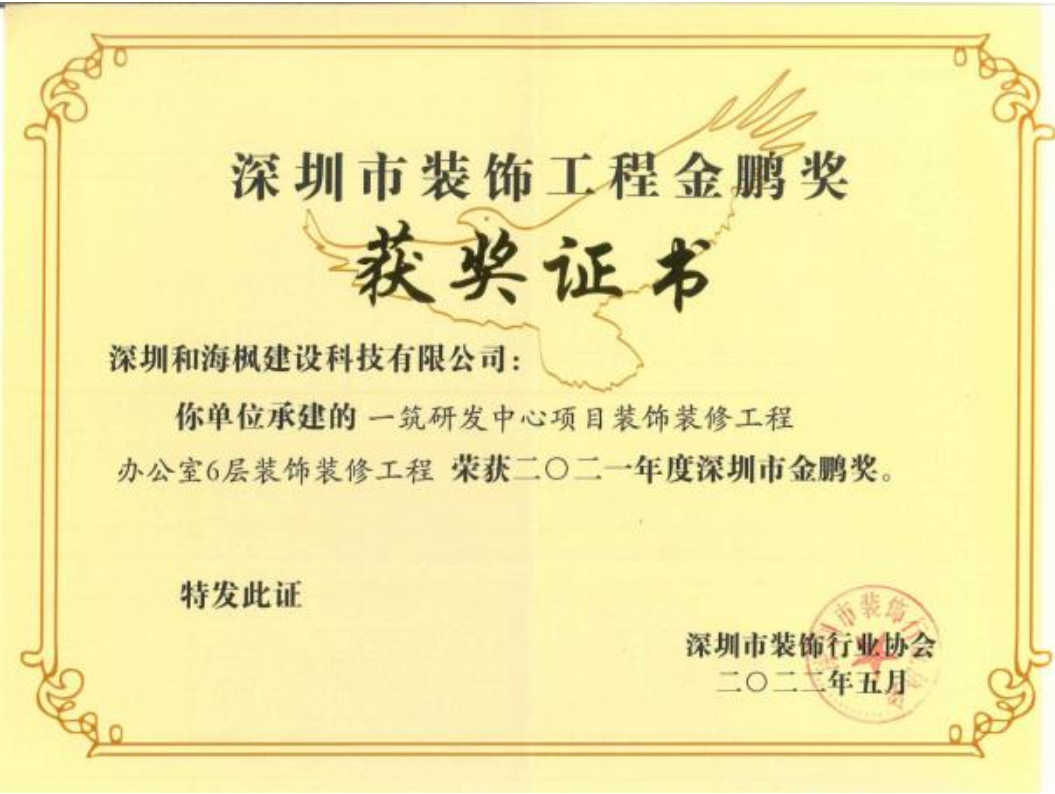 深圳市装饰工程金鹏奖
获奖证书
深圳和海枫建设科技有限公司：
你单位承建的 一筑研发中心项目装饰装修工程
办公室6层装饰装修工程 荣获二〇二一年度深圳市金鹏奖。
特发此证
市装饰行
深圳市装饰行业协会
二〇二二年五月